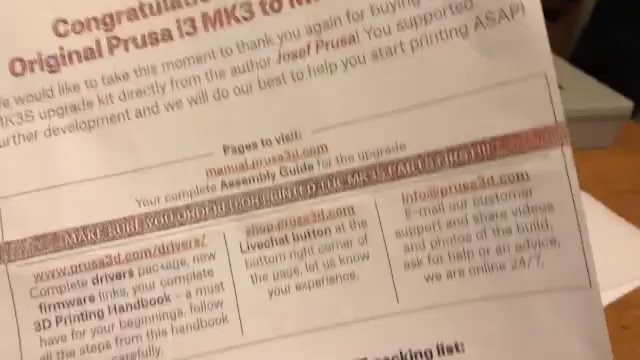 Congratulations
Original Prusa i3 MK3 to
We would like to take this moment to thank you again for buying
MK3S upgrade kit directly from the author Josef Prusa! You supported
further development and we will do our best to help you start printing ASAP!
Pages to visit:
manual.prusa3d.com
Your complete Assembly Guide for the upgrade
MAKE SURE YOU
www.prusa3d.com/drivers/
Complete drivers package, new
firmware links, your complete
3D Printing Handbook - a must
have for your beginnings, follow
all the steps from this handbook
carefully.
shop.prusa3d.com
Livechat button at the
bottom right corner of
the page, let us know
your experience.
info@prusa3d.com
E-mail our customer
support and share videos
and photos of the build,
ask for help or an advice,
we are online 24/7.
packing list: